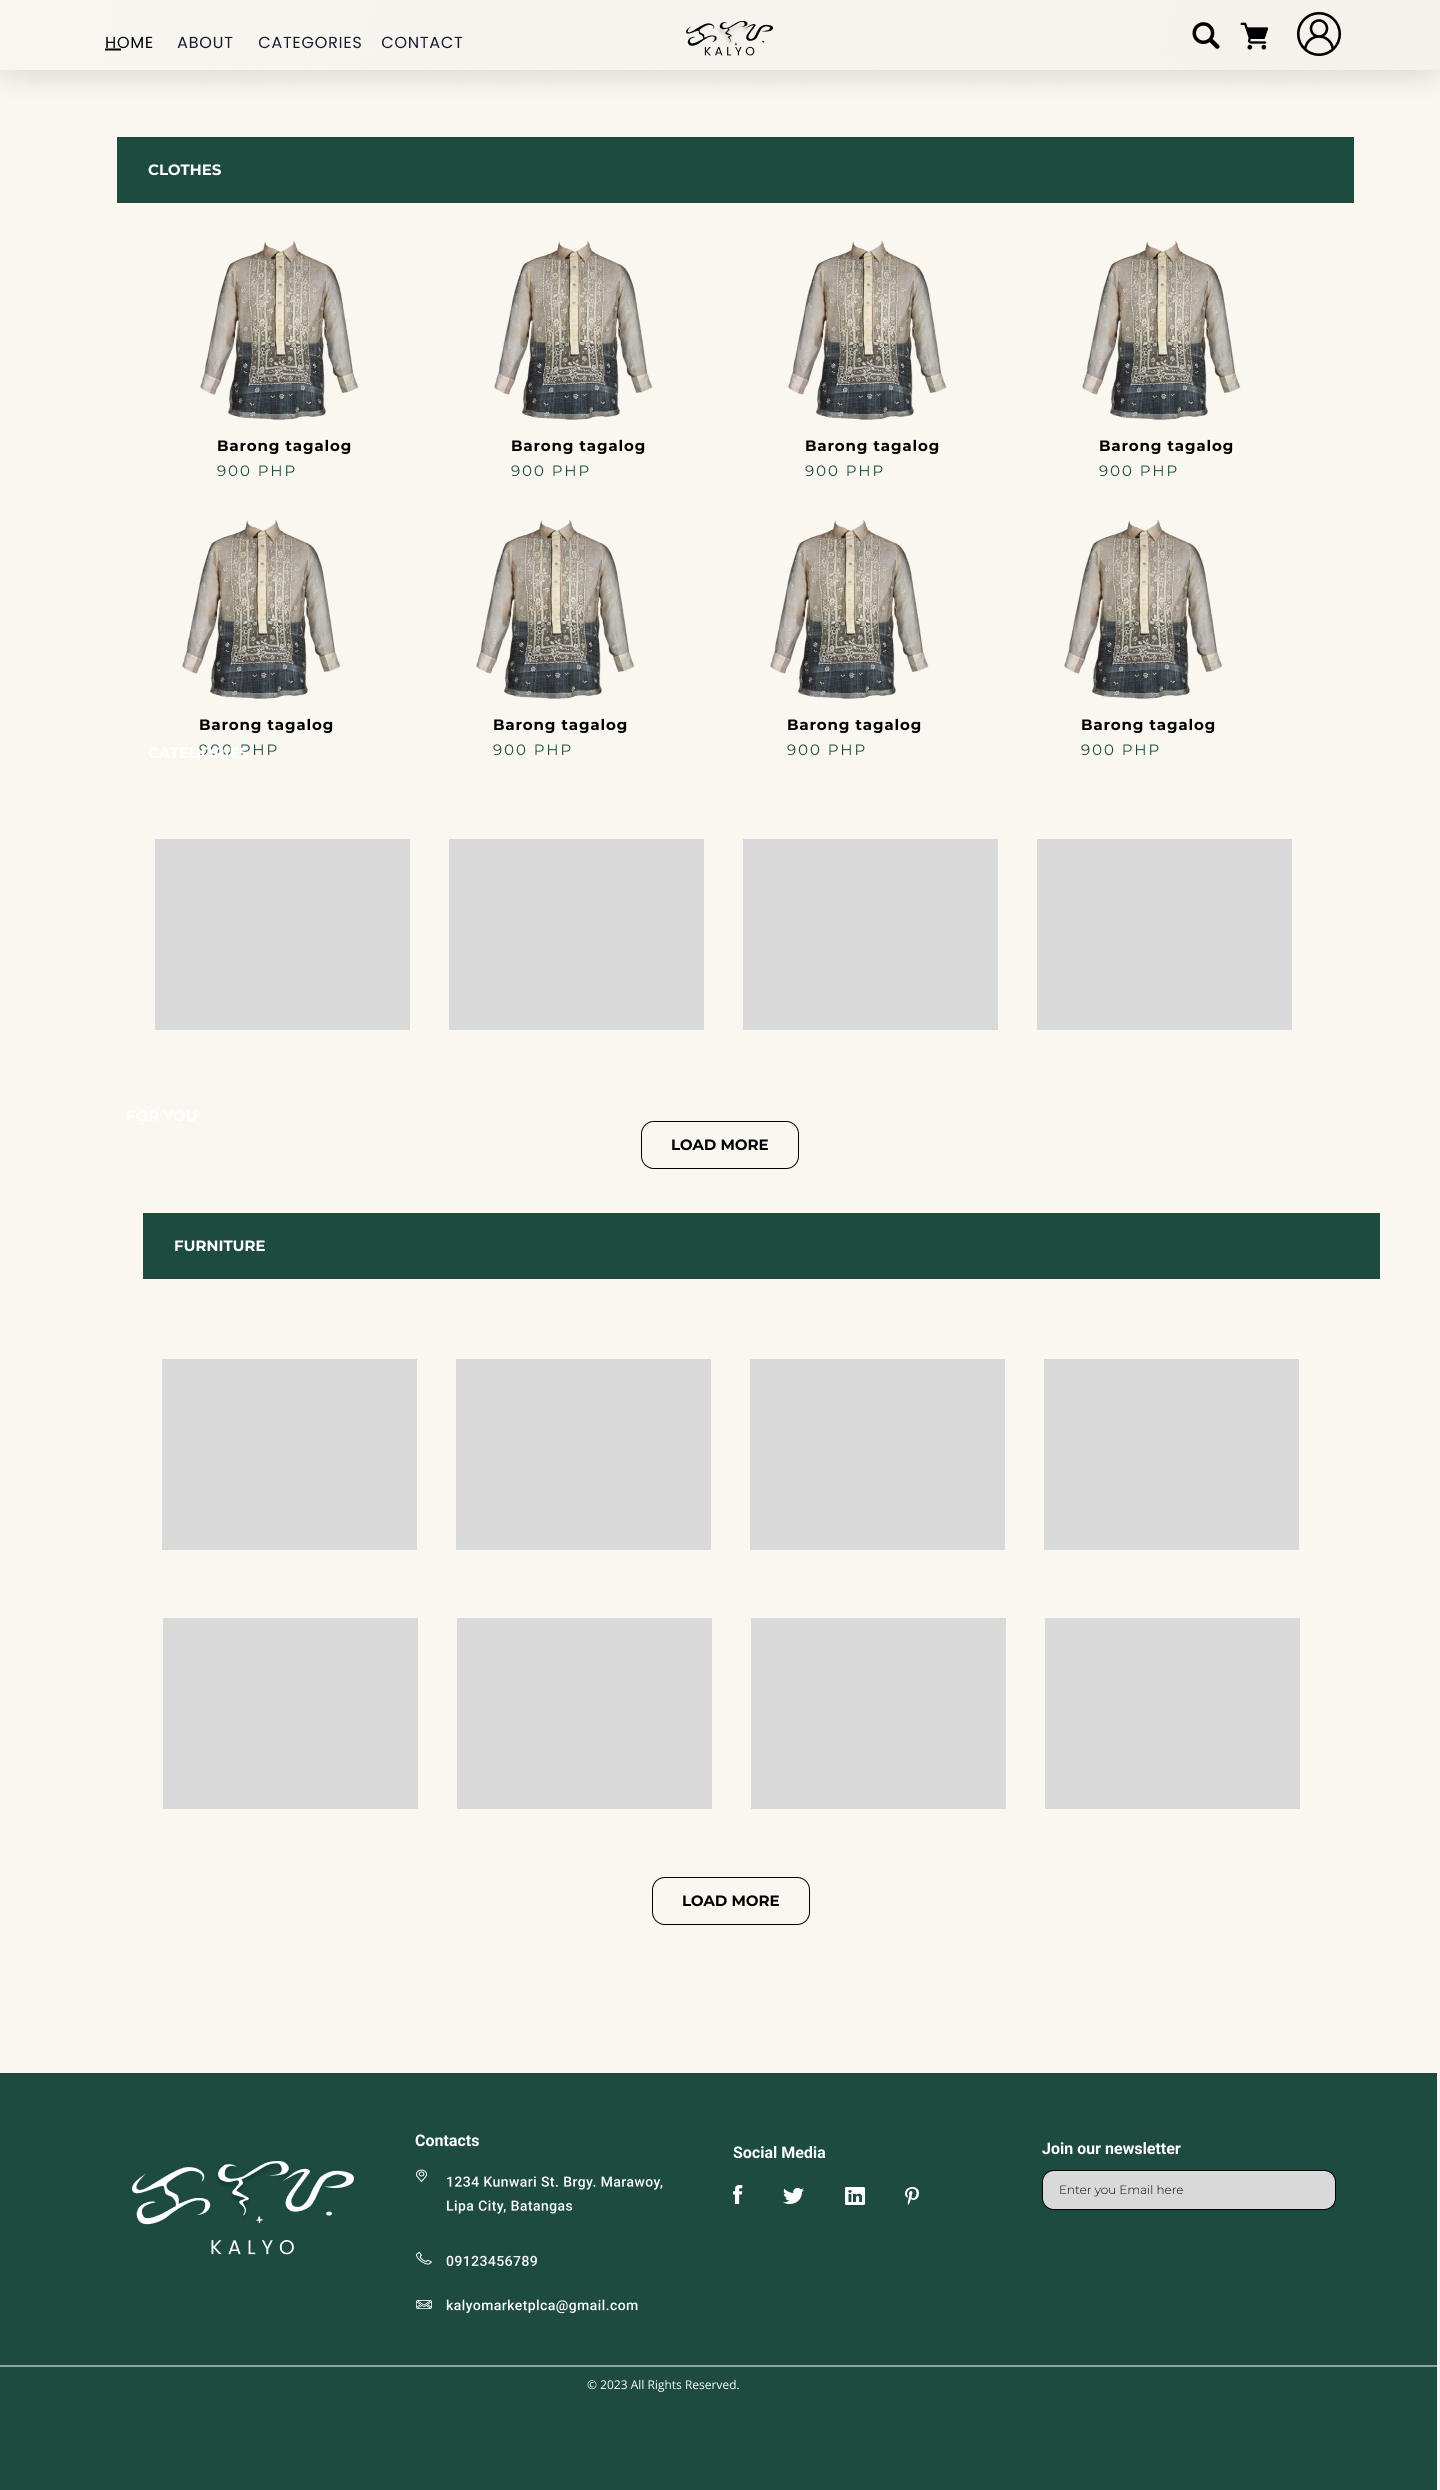 HOME ABOUT CATEGORIES CONTACT
KALYO
CLOTHES
Barong tagalog Barong tagalog Barong tagalog Barong tagalog
900 PHP 900 PHP 900 PHP 900 PHP
Barong tagalog Barong tagalog Barong tagalog Barong tagalog
CATEGORIES 900 PHP 900 PHP 900 PHP 900 PHP
FOR YOU
LOAD MORE
FURNITURE
LOAD MORE
KALYO
Contacts
1234 Kunwari St. Brgy. Marawoy,
Lipa City, Batangas
09123456789
kalyomarketplca@gmail.com
Social Media
Join our newsletter
Enter you Email here
© 2023 All Rights Reserved.